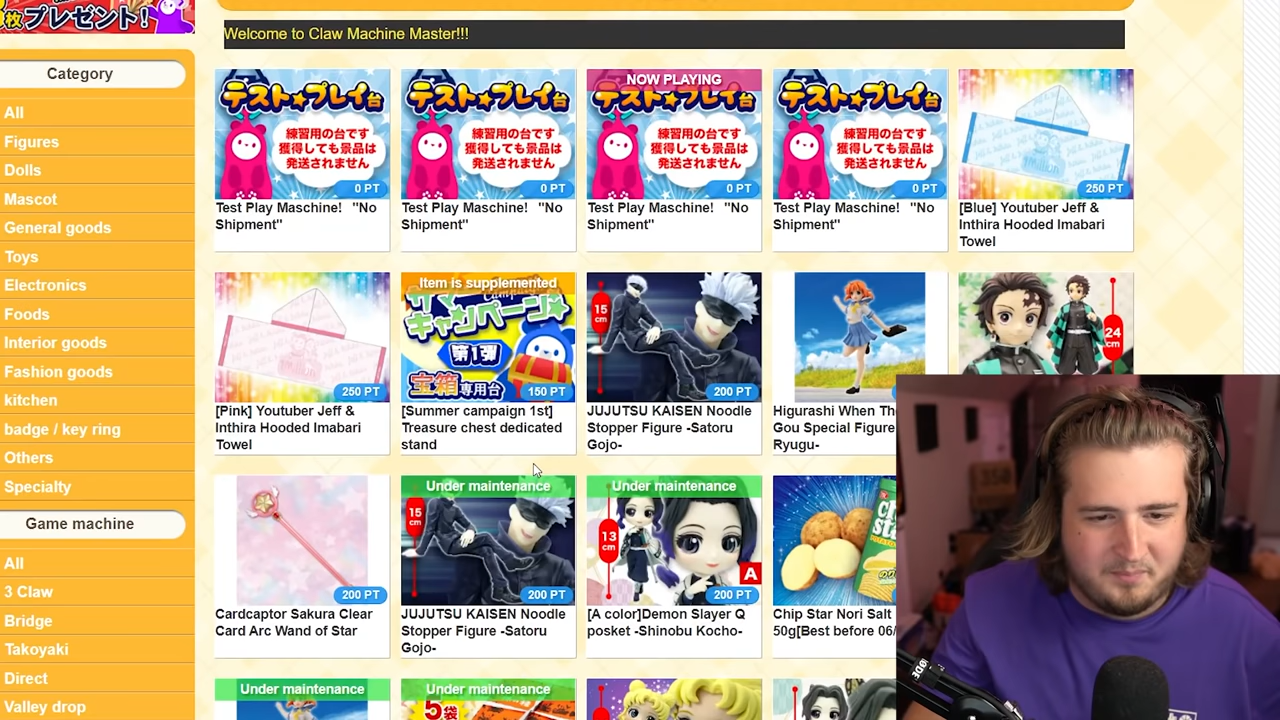 枚プレゼント!
Welcome to Claw Machine Master!!!
Category
All
Figures
Dolls
Mascot
General goods
Toys
Electronics
Foods
Interior goods
Fashion goods
kitchen
badge / key ring
Others
Specialty
Game machine
All
3 Claw
Bridge
Takoyaki
Direct
Valley drop
テスト★プレイ台
練習用の台です
獲得しても景品は
発送されません
0 PT
Test Play Maschine! "No
Shipment"
テスト★プレイ台
練習用の台です
獲得しても景品は
発送されません
0 PT
Test Play Maschine! "No
Shipment"
NOW PLAYING
テスト★プレイ台
練習用の台です
獲得しても景品は
発送されません
0 PT
Test Play Maschine! "No
Shipment"
テスト★プレイ台
練習用の台です
獲得しても景品は
発送されません
0 PT
Test Play Maschine! "No
Shipment"
250 PT
[Blue] Youtuber Jeff &
Inthira Hooded Imabari
Towel
250 PT
[Pink] Youtuber Jeff &
Inthira Hooded Imabari
Towel
Item is supplemented
キャンペーン
第1弾
宝箱専用台
150 PT
[Summer campaign 1st]
Treasure chest dedicated
stand
15
cm
200 PT
JUJUTSU KAISEN Noodle
Stopper Figure -Satoru
Gojo-
Higurashi When The
Gou Special Figure
Ryugu-
24
cm
200 PT
Cardcaptor Sakura Clear
Card Arc Wand of Star
Under maintenance
15
cm
200 PT
JUJUTSU KAISEN Noodle
Stopper Figure -Satoru
Gojo-
Under maintenance
13
cm
A
200 PT
[A color]Demon Slayer Q
posket -Shinobu Kocho-
Chip Star Nori Salt
50g[Best before 06/
Under maintenance
Under maintenance
5袋